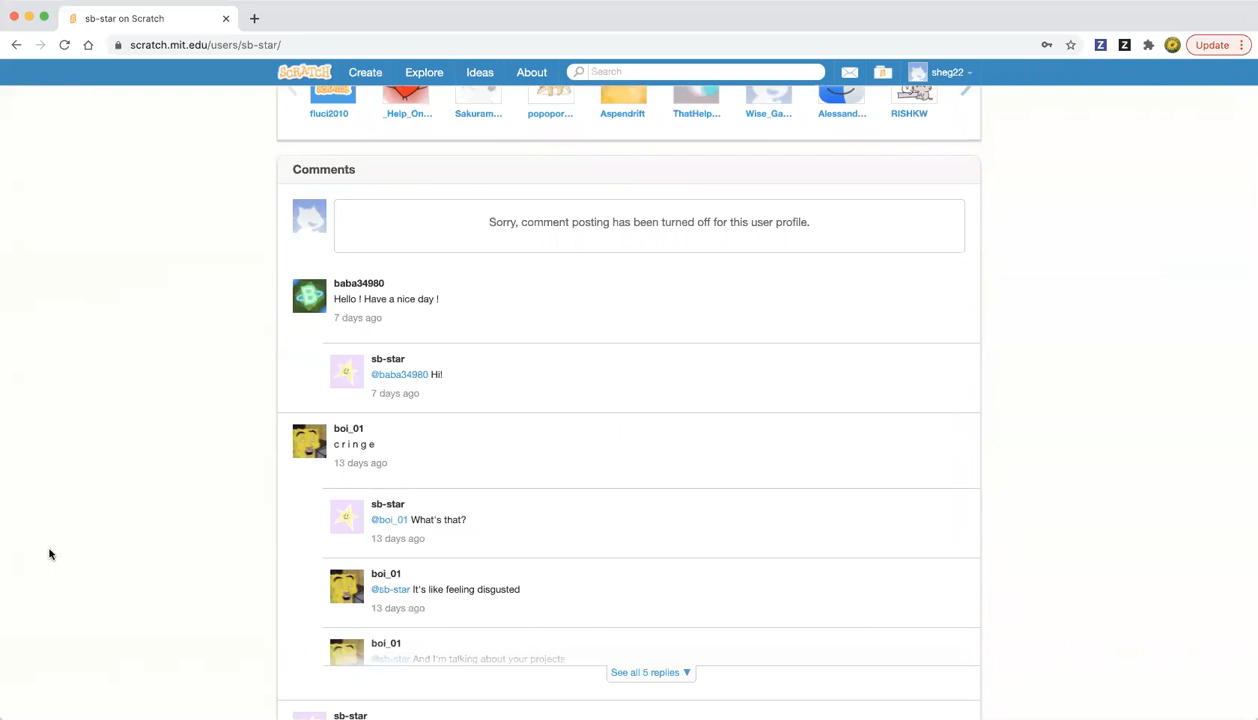 sb-star on Scratch
scratch.mit.edu/users/sb-star/
Update
SCRATCH Create Explore Ideas About Search sheg22
fluci2010 _Help_On... Sakuram... popopor... Aspendrift ThatHelp... Wise_Ga... Alessand... RISHKW
Comments
Sorry, comment posting has been turned off for this user profile.
baba34980
Hello ! Have a nice day !
7 days ago
sb-star
@baba34980 Hi!
7 days ago
boi_01
c r i n g e
13 days ago
sb-star
@boi_01 What's that?
13 days ago
boi_01
@sb-star It's like feeling disgusted
13 days ago
boi_01
@sb-star And I'm talking about your projects
See all 5 replies ▼
sb-star